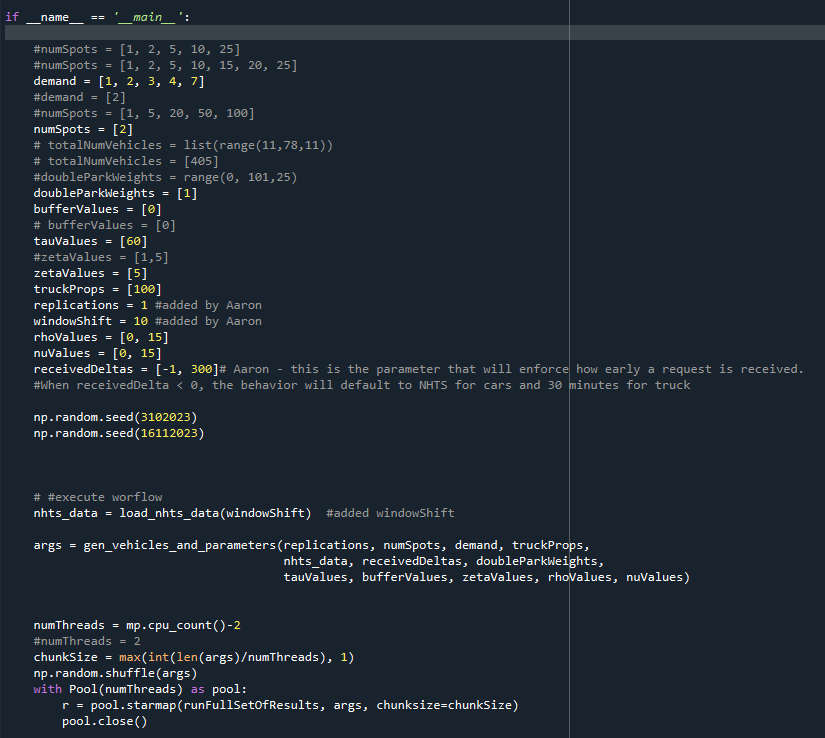 if __name__ == '__main__':
    #numSpots = [1, 2, 5, 10, 25]
    #numSpots = [1, 2, 5, 10, 15, 20, 25]
    demand = [1, 2, 3, 4, 7]
    #demand = [2]
    #numSpots = [1, 5, 20, 50, 100]
    numSpots = [2]
    # totalNumVehicles = list(range(11,78,11))
    # totalNumVehicles = [405]
    #doubleParkWeights = range(0, 101,25)
    doubleParkWeights = [1]
    bufferValues = [0]
    # bufferValues = [0]
    tauValues = [60]
    #zetaValues = [1,5]
    zetaValues = [5]
    truckProps = [100]
    replications = 1 #added by Aaron
    windowShift = 10 #added by Aaron
    rhoValues = [0, 15]
    nuValues = [0, 15]
    receivedDeltas = [-1, 300]# Aaron - this is the parameter that will enforce how early a request is received.
    #When receivedDelta < 0, the behavior will default to NHTS for cars and 30 minutes for truck
    np.random.seed(3102023)
    np.random.seed(16112023)
    # #execute worflow
    nhts_data = load_nhts_data(windowShift)  #added windowShift
    args = gen_vehicles_and_parameters(replications, numSpots, demand, truckProps,
                                       nhts_data, receivedDeltas, doubleParkWeights,
                                       tauValues, bufferValues, zetaValues, rhoValues, nuValues)
    numThreads = mp.cpu_count()-2
    #numThreads = 2
    chunkSize = max(int(len(args)/numThreads), 1)
    np.random.shuffle(args)
    with Pool(numThreads) as pool:
        r = pool.starmap(runFullSetOfResults, args, chunksize=chunkSize)
        pool.close()